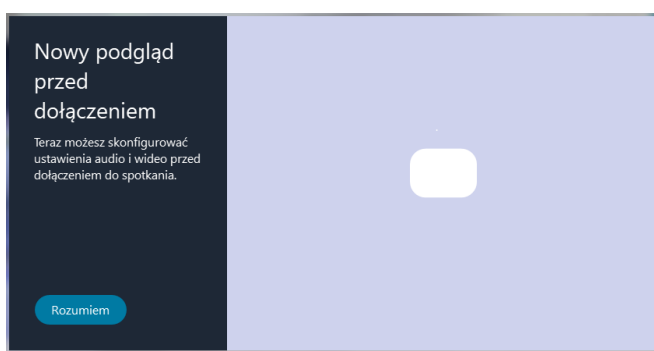 Nowy podgląd
przed
dołączeniem
Teraz możesz skonfigurować
ustawienia audio i wideo przed
dołączeniem do spotkania.
Rozumiem